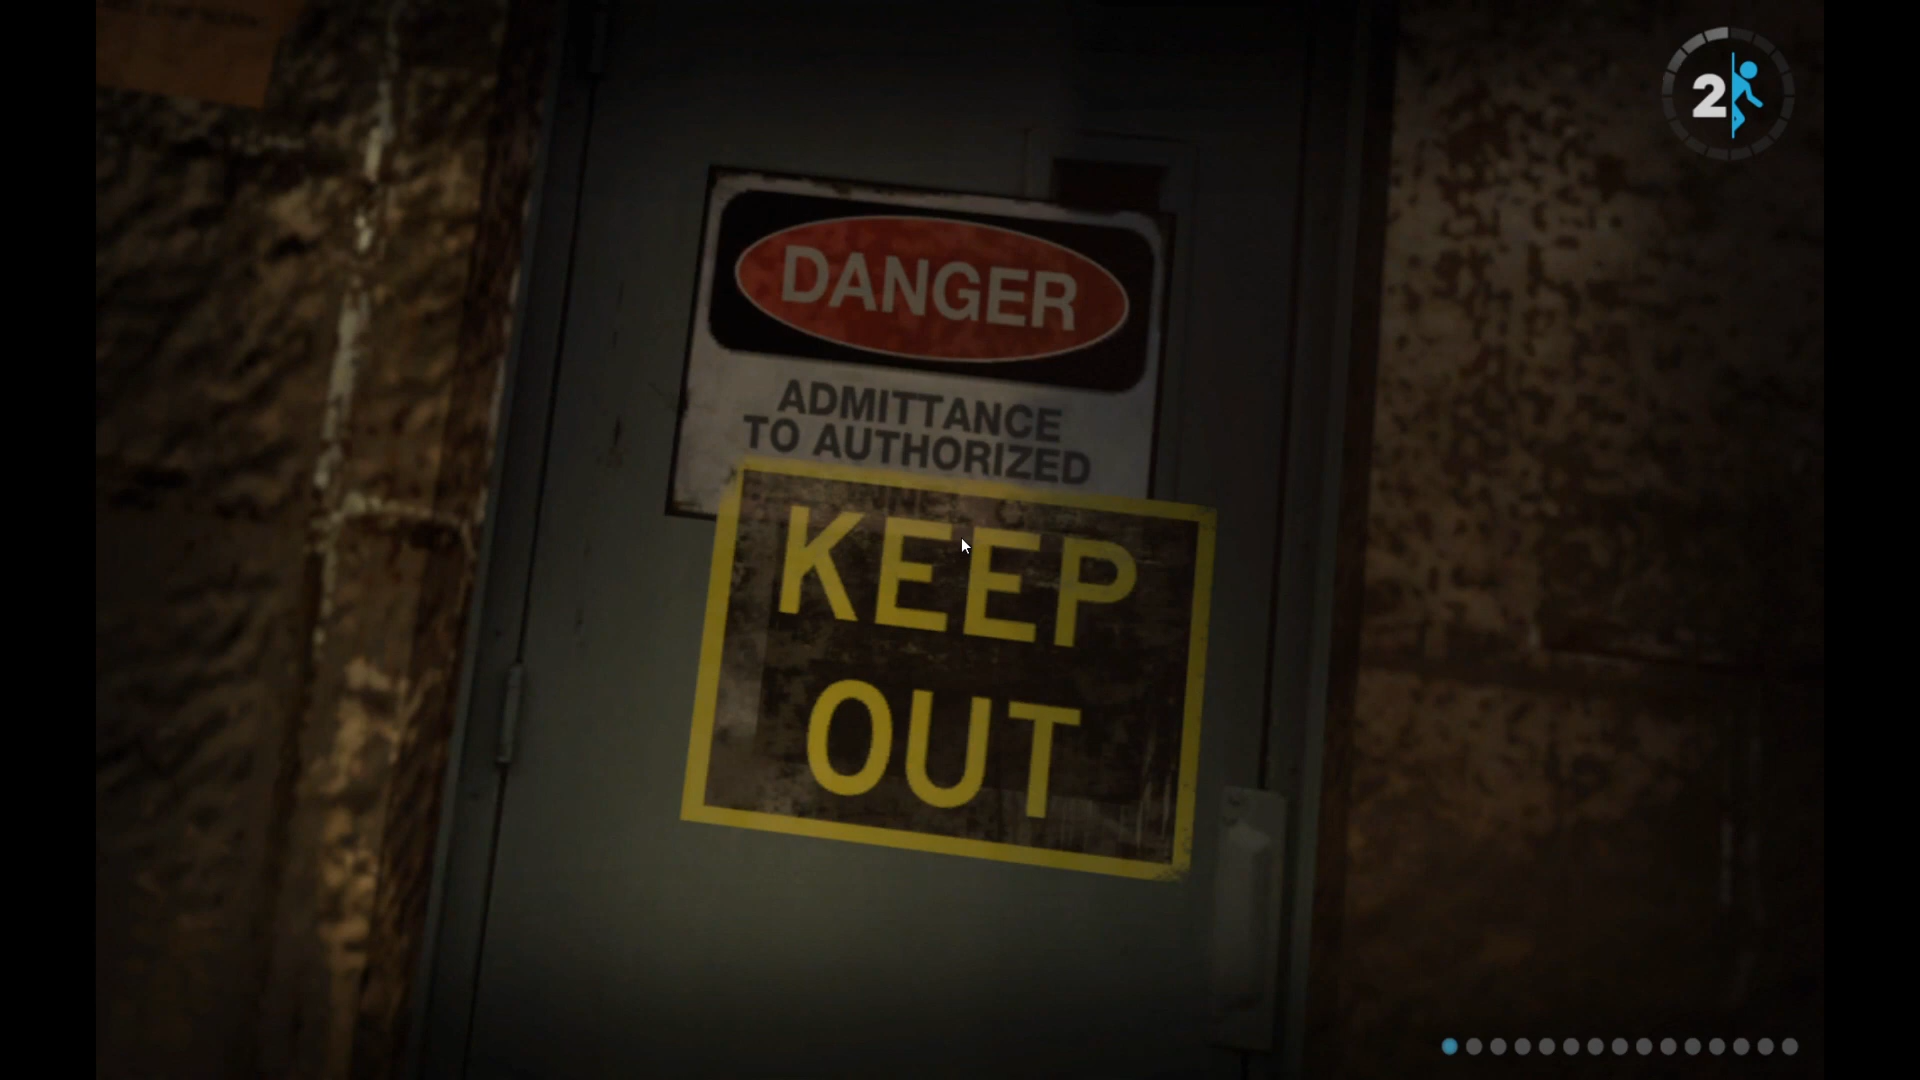 2
DANGER
ADMITTANCE
TO AUTHORIZED
KEEP
OUT